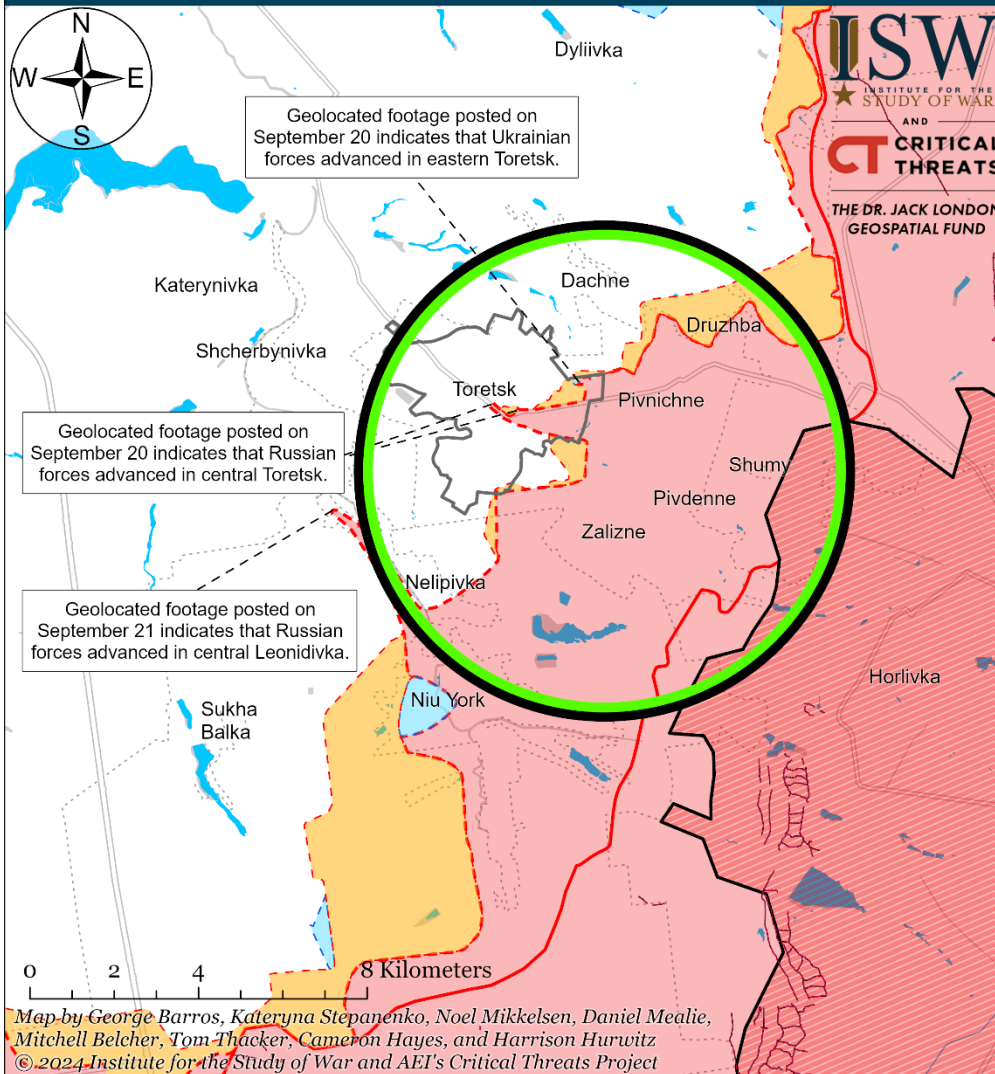 N
W
E
S
Dyliivka
ISW
INSTITUTE FOR THE
STUDY OF WAR
AND
CT CRITICAL
THREATS
THE DR. JACK LONDON
GEOSPATIAL FUND
Geolocated footage posted on
September 20 indicates that Ukrainian
forces advanced in eastern Toretsk.
Katerynivka
Dachne
Druzhba
Shcherbynivka
Toretsk
Pivnichne
Geolocated footage posted on
September 20 indicates that Russian
forces advanced in central Toretsk.
Shumy
Pivdenne
Zalizne
Nelipivka
Geolocated footage posted on
September 21 indicates that Russian
forces advanced in central Leonidivka.
Horlivka
Niu York
Sukha
Balka
0 2 4 8 Kilometers
Map by George Barros, Kateryna Stepanenko, Noel Mikkelsen, Daniel Mealie,
Mitchell Belcher, Tom Thacker, Cameron Hayes, and Harrison Hurwitz
© 2024 Institute for the Study of War and AEI's Critical Threats Project